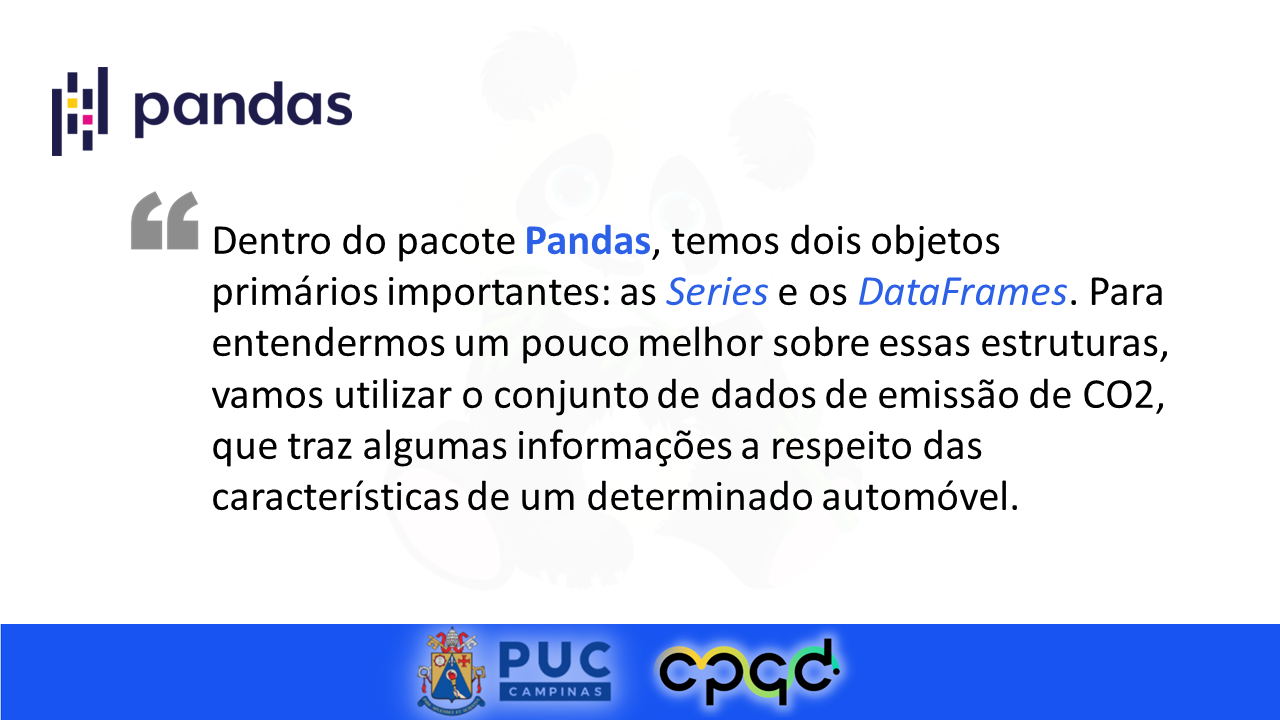 pandas
“ Dentro do pacote Pandas, temos dois objetos
primários importantes: as Series e os DataFrames. Para
entendermos um pouco melhor sobre essas estruturas,
vamos utilizar o conjunto de dados de emissão de CO2,
que traz algumas informações a respeito das
características de um determinado automóvel.
PUC
CAMPINAS
cpqd